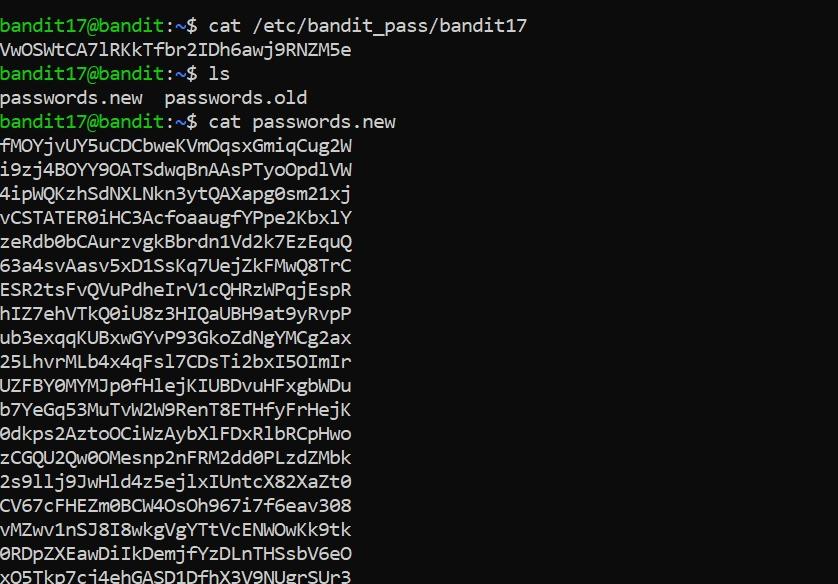 bandit17@bandit:~$ cat /etc/bandit_pass/bandit17
VwOSWtCA7lRKkTfbr2IDh6awj9RNZM5e
bandit17@bandit:~$ ls
passwords.new  passwords.old
bandit17@bandit:~$ cat passwords.new
fMOYjvUY5uCDCbweKVmOqsxGmiqCug2W
i9zj4BOYY9OATSdwqBnAAsPTyoOpdlVW
4ipWQKzhSdNXLNkn3ytQAXapg0sm21xj
vCSTATER0iHC3AcfoaaugfYPpe2KbxlY
zeRdb0bCAurzvgkBbrdn1Vd2k7EzEquQ
63a4svAasv5xD1SsKq7UejZkFMwQ8TrC
ESR2tsFvQVuPdheIrV1cQHRzWPqjEspR
hIZ7ehVTkQ0iU8z3HIQaUBH9at9yRvpP
ub3exqqKUBxwGYvP93GkoZdNgYMCg2ax
25LhvrMLb4x4qFsl7CDsTi2bxI5OImIr
UZFBY0MYMJp0fHlejKIUBDvuHFxgbWDu
b7YeGq53MuTvW2W9RenT8ETHfyFrHejK
0dkps2AztoOCiWzAybXlFDxRlbRCpHwo
zCGQU2Qw0OMesnp2nFRM2dd0PLzdZMbk
2s9llj9JwHld4z5ejlxIUntcX82XaZt0
CV67cFHEZm0BCW4OsOh967i7f6eav308
vMZwv1nSJ8I8wkgVgYTtVcENWOwKk9tk
0RDpZXEawDiIkDemjfYzDLnTHSsbV6eO
xO5Tkp7cj4ehGASD1DfhX3V9NUgrSUr3